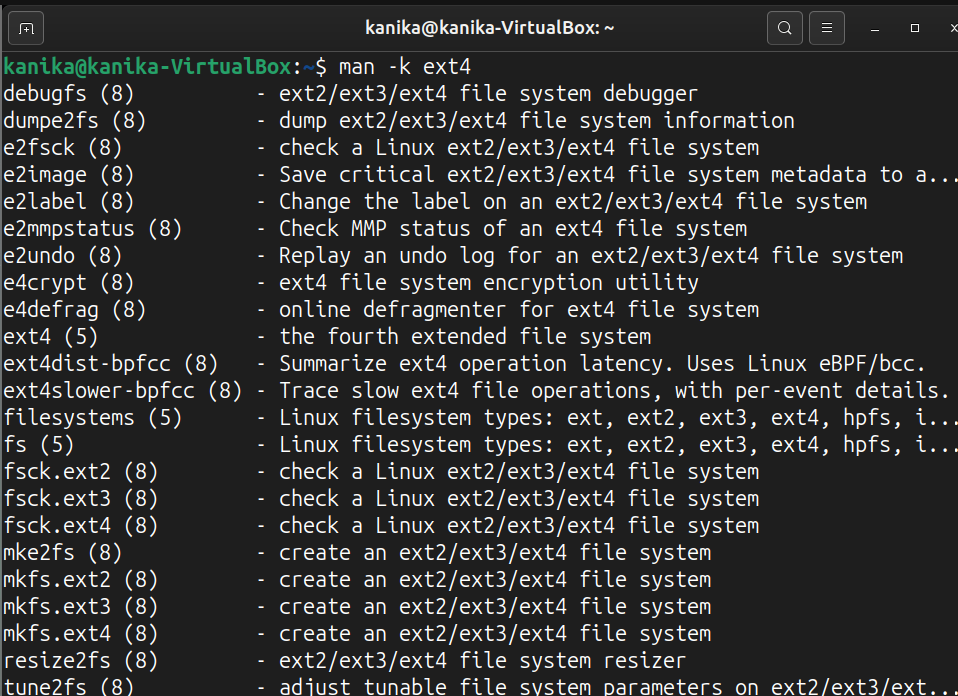 kanika@kanika-VirtualBox: ~
kanika@kanika-VirtualBox:~$ man -k ext4
debugfs (8)          - ext2/ext3/ext4 file system debugger
dumpe2fs (8)         - dump ext2/ext3/ext4 file system information
e2fsck (8)           - check a Linux ext2/ext3/ext4 file system
e2image (8)          - Save critical ext2/ext3/ext4 file system metadata to a...
e2label (8)          - Change the label on an ext2/ext3/ext4 file system
e2mmpstatus (8)      - Check MMP status of an ext4 file system
e2undo (8)           - Replay an undo log for an ext2/ext3/ext4 file system
e4crypt (8)          - ext4 file system encryption utility
e4defrag (8)         - online defragmenter for ext4 file system
ext4 (5)             - the fourth extended file system
ext4dist-bpfcc (8)   - Summarize ext4 operation latency. Uses Linux eBPF/bcc.
ext4slower-bpfcc (8) - Trace slow ext4 file operations, with per-event details.
filesystems (5)      - Linux filesystem types: ext, ext2, ext3, ext4, hpfs, i...
fs (5)               - Linux filesystem types: ext, ext2, ext3, ext4, hpfs, i...
fsck.ext2 (8)        - check a Linux ext2/ext3/ext4 file system
fsck.ext3 (8)        - check a Linux ext2/ext3/ext4 file system
fsck.ext4 (8)        - check a Linux ext2/ext3/ext4 file system
mke2fs (8)           - create an ext2/ext3/ext4 file system
mkfs.ext2 (8)        - create an ext2/ext3/ext4 file system
mkfs.ext3 (8)        - create an ext2/ext3/ext4 file system
mkfs.ext4 (8)        - create an ext2/ext3/ext4 file system
resize2fs (8)        - ext2/ext3/ext4 file system resizer
tune2fs (8)          - adjust tunable file system parameters on ext2/ext3/ext...